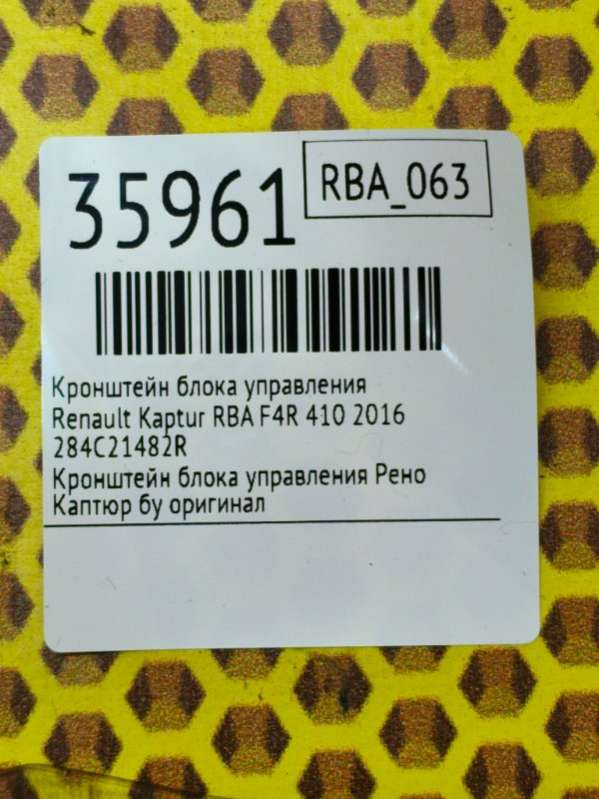 35961
RBA_063
Кронштейн блока управления
Renault Kaptur RBA F4R 410 2016
284C21482R
Кронштейн блока управления Рено
Каптюр бу оригинал